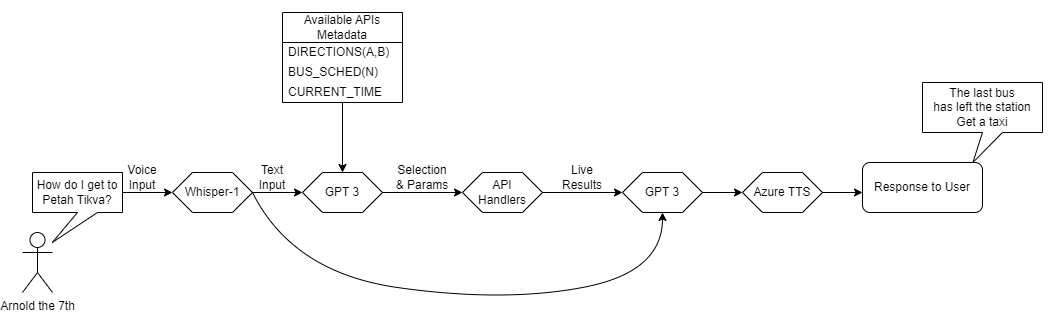 Available APIs
Metadata
DIRECTIONS(A,B)
BUS_SCHED(N)
CURRENT_TIME
The last bus
has left the station
Get a taxi
How do I get to
Petah Tikva?
Voice
Input
Whisper-1
Text
Input
GPT 3
Selection
& Params
API
Handlers
Live
Results
GPT 3
Azure TTS
Response to User
Arnold the 7th